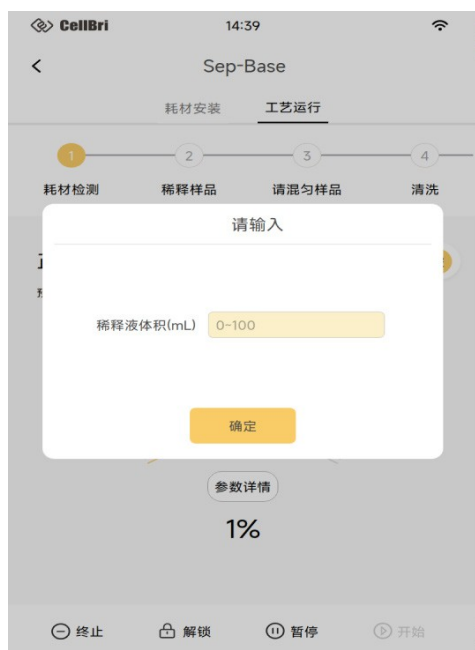 CellBri
14:39
Sep-Base
耗材安装
工艺运行
1
2
3
4
耗材检测
稀释样品
请混匀样品
清洗
请输入
稀释液体积(mL)
0-100
确定
参数详情
1%
终止
解锁
暂停
开始